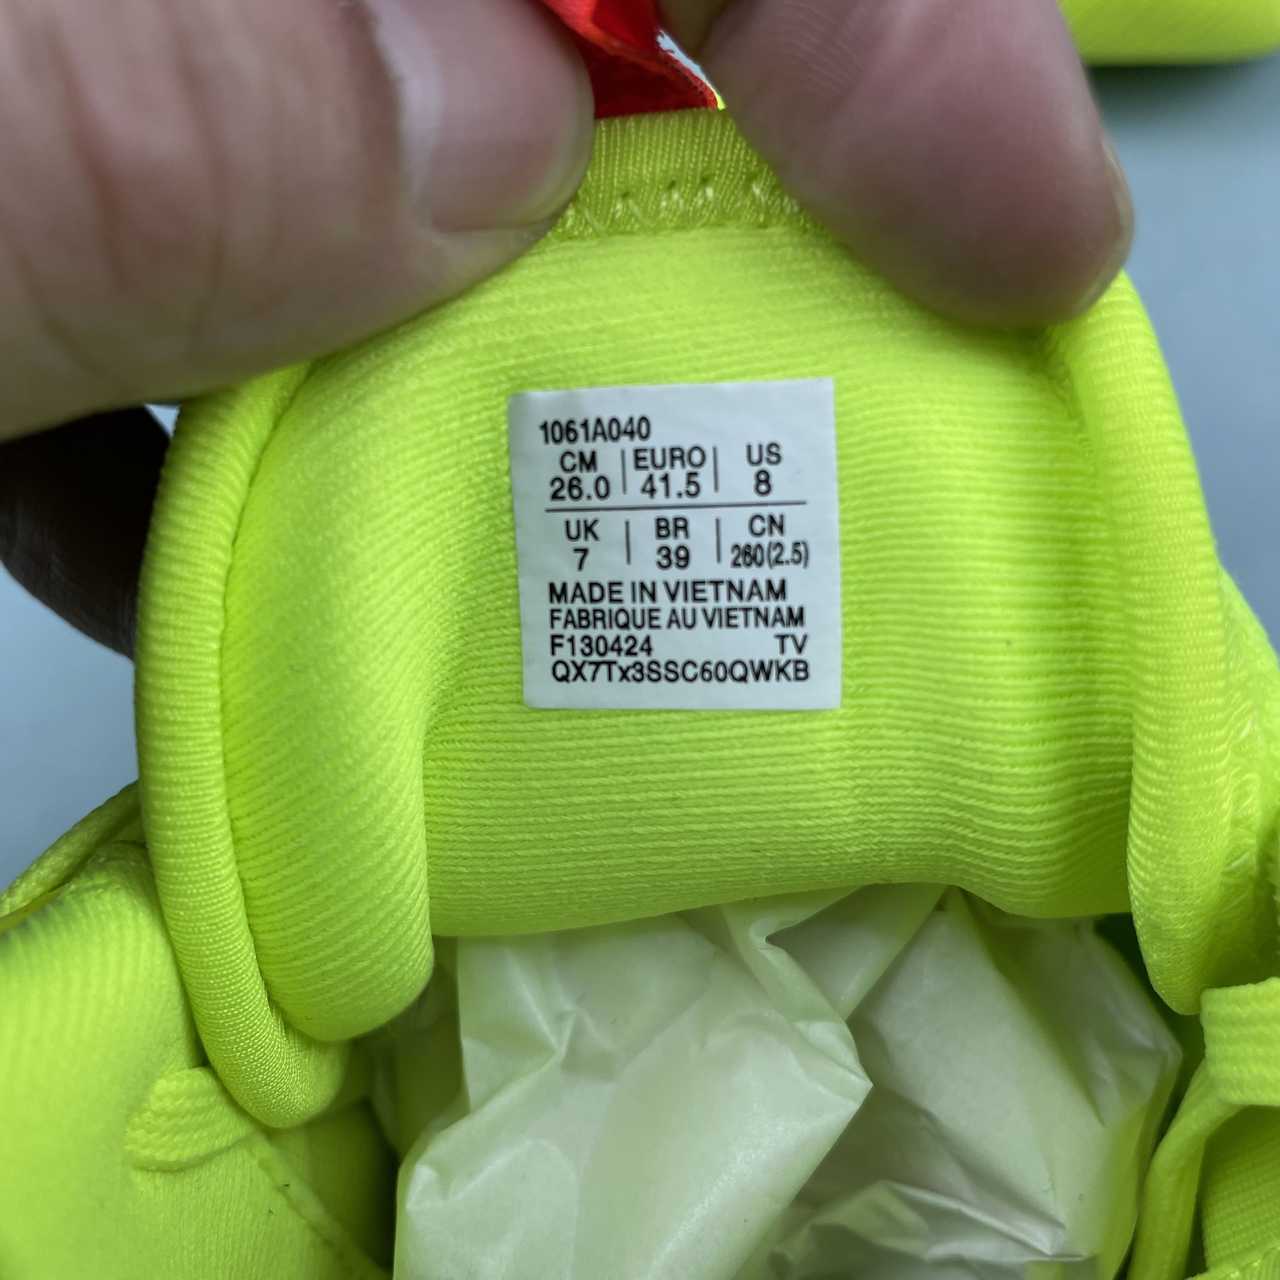 1061A040
CM | EURO | US
26.0 | 41.5 | 8
UK | BR | CN
7 | 39 | 260(2.5)
MADE IN VIETNAM
FABRIQUE AU VIETNAM
F130424 TV
QX7Tx3SSC60QWKB